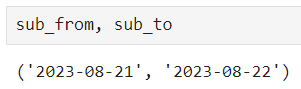 sub_from, sub_to
('2023-08-21', '2023-08-22')